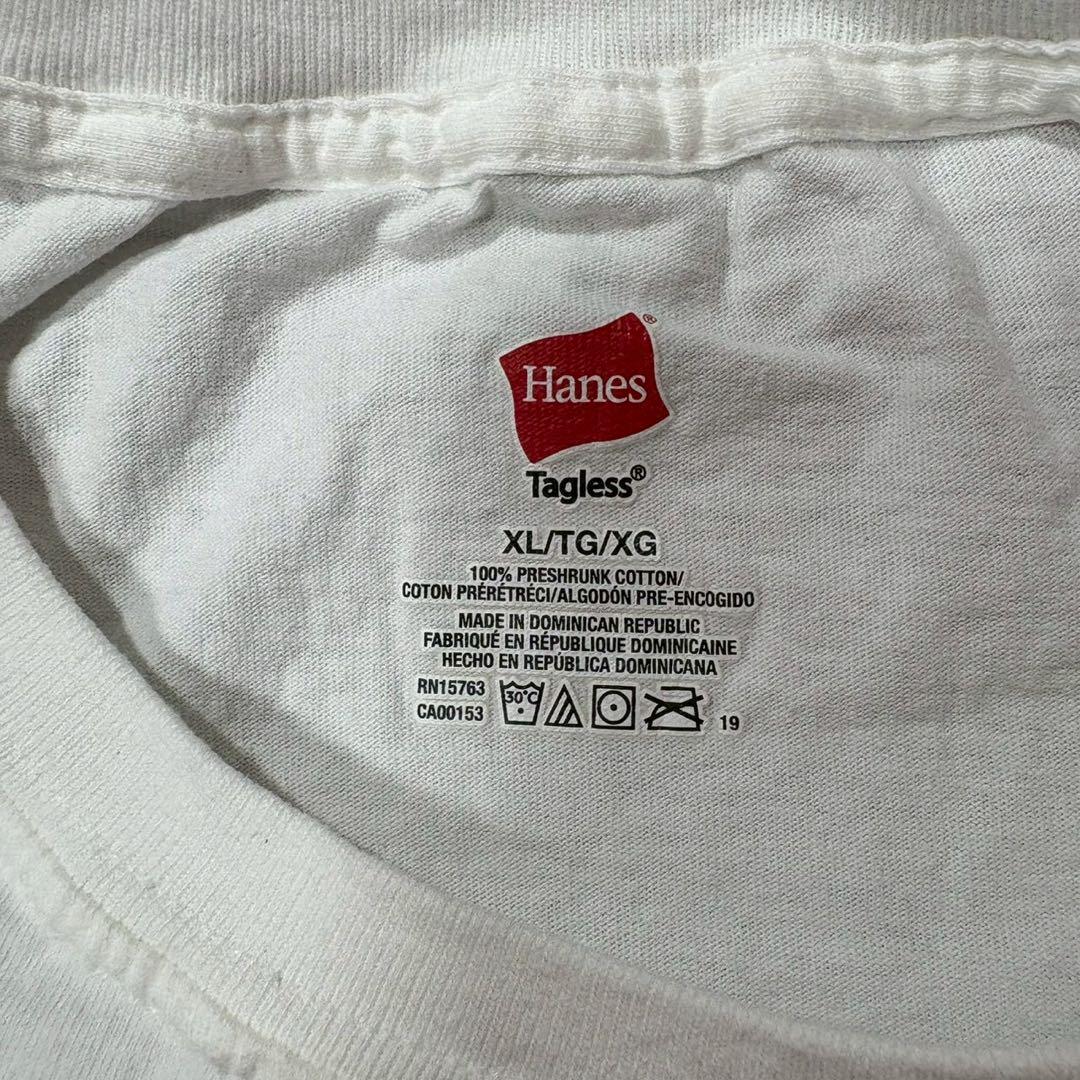 Hanes®
Tagless®
XL/TG/XG
100% PRESHRUNK COTTON/
COTON PRÉRÉTRÉCI/ALGODÓN PRE-ENCOGIDO
MADE IN DOMINICAN REPUBLIC
FABRIQUÉ EN RÉPUBLIQUE DOMINICAINE
HECHO EN REPÚBLICA DOMINICANA
RN15763
CA00153
30°C
19